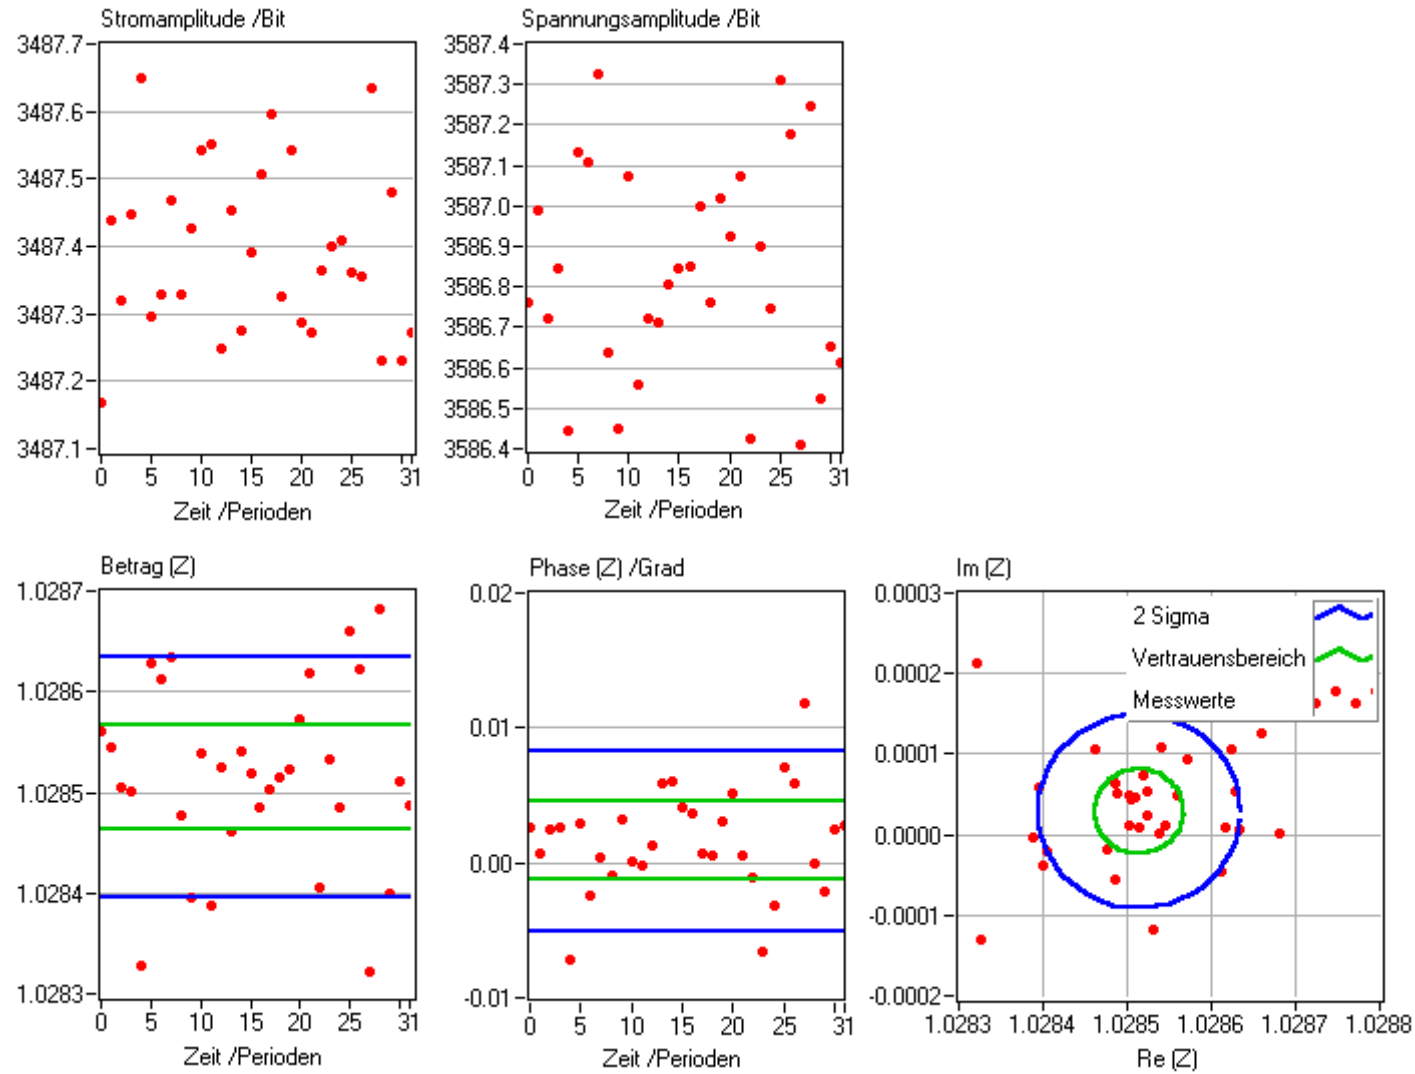 Stromamplitude /Bit
3487.7
3487.6
3487.5
3487.4
3487.3
3487.2
3487.1
0 5 10 15 20 25 31
Zeit /Perioden
Spannungsamplitude /Bit
3587.4
3587.3
3587.2
3587.1
3587.0
3586.9
3586.8
3586.7
3586.6
3586.5
3586.4
0 5 10 15 20 25 31
Zeit /Perioden
Betrag (Z)
1.0287
1.0286
1.0285
1.0284
1.0283
0 5 10 15 20 25 31
Zeit /Perioden
Phase (Z) /Grad
0.02
0.01
0.00
-0.01
0 5 10 15 20 25 31
Zeit /Perioden
Im (Z)
0.0003
0.0002
0.0001
0.0000
-0.0001
-0.0002
2 Sigma
Vertrauensbereich
Messwerte
1.0283 1.0284 1.0285 1.0286 1.0287 1.0288
Re (Z)